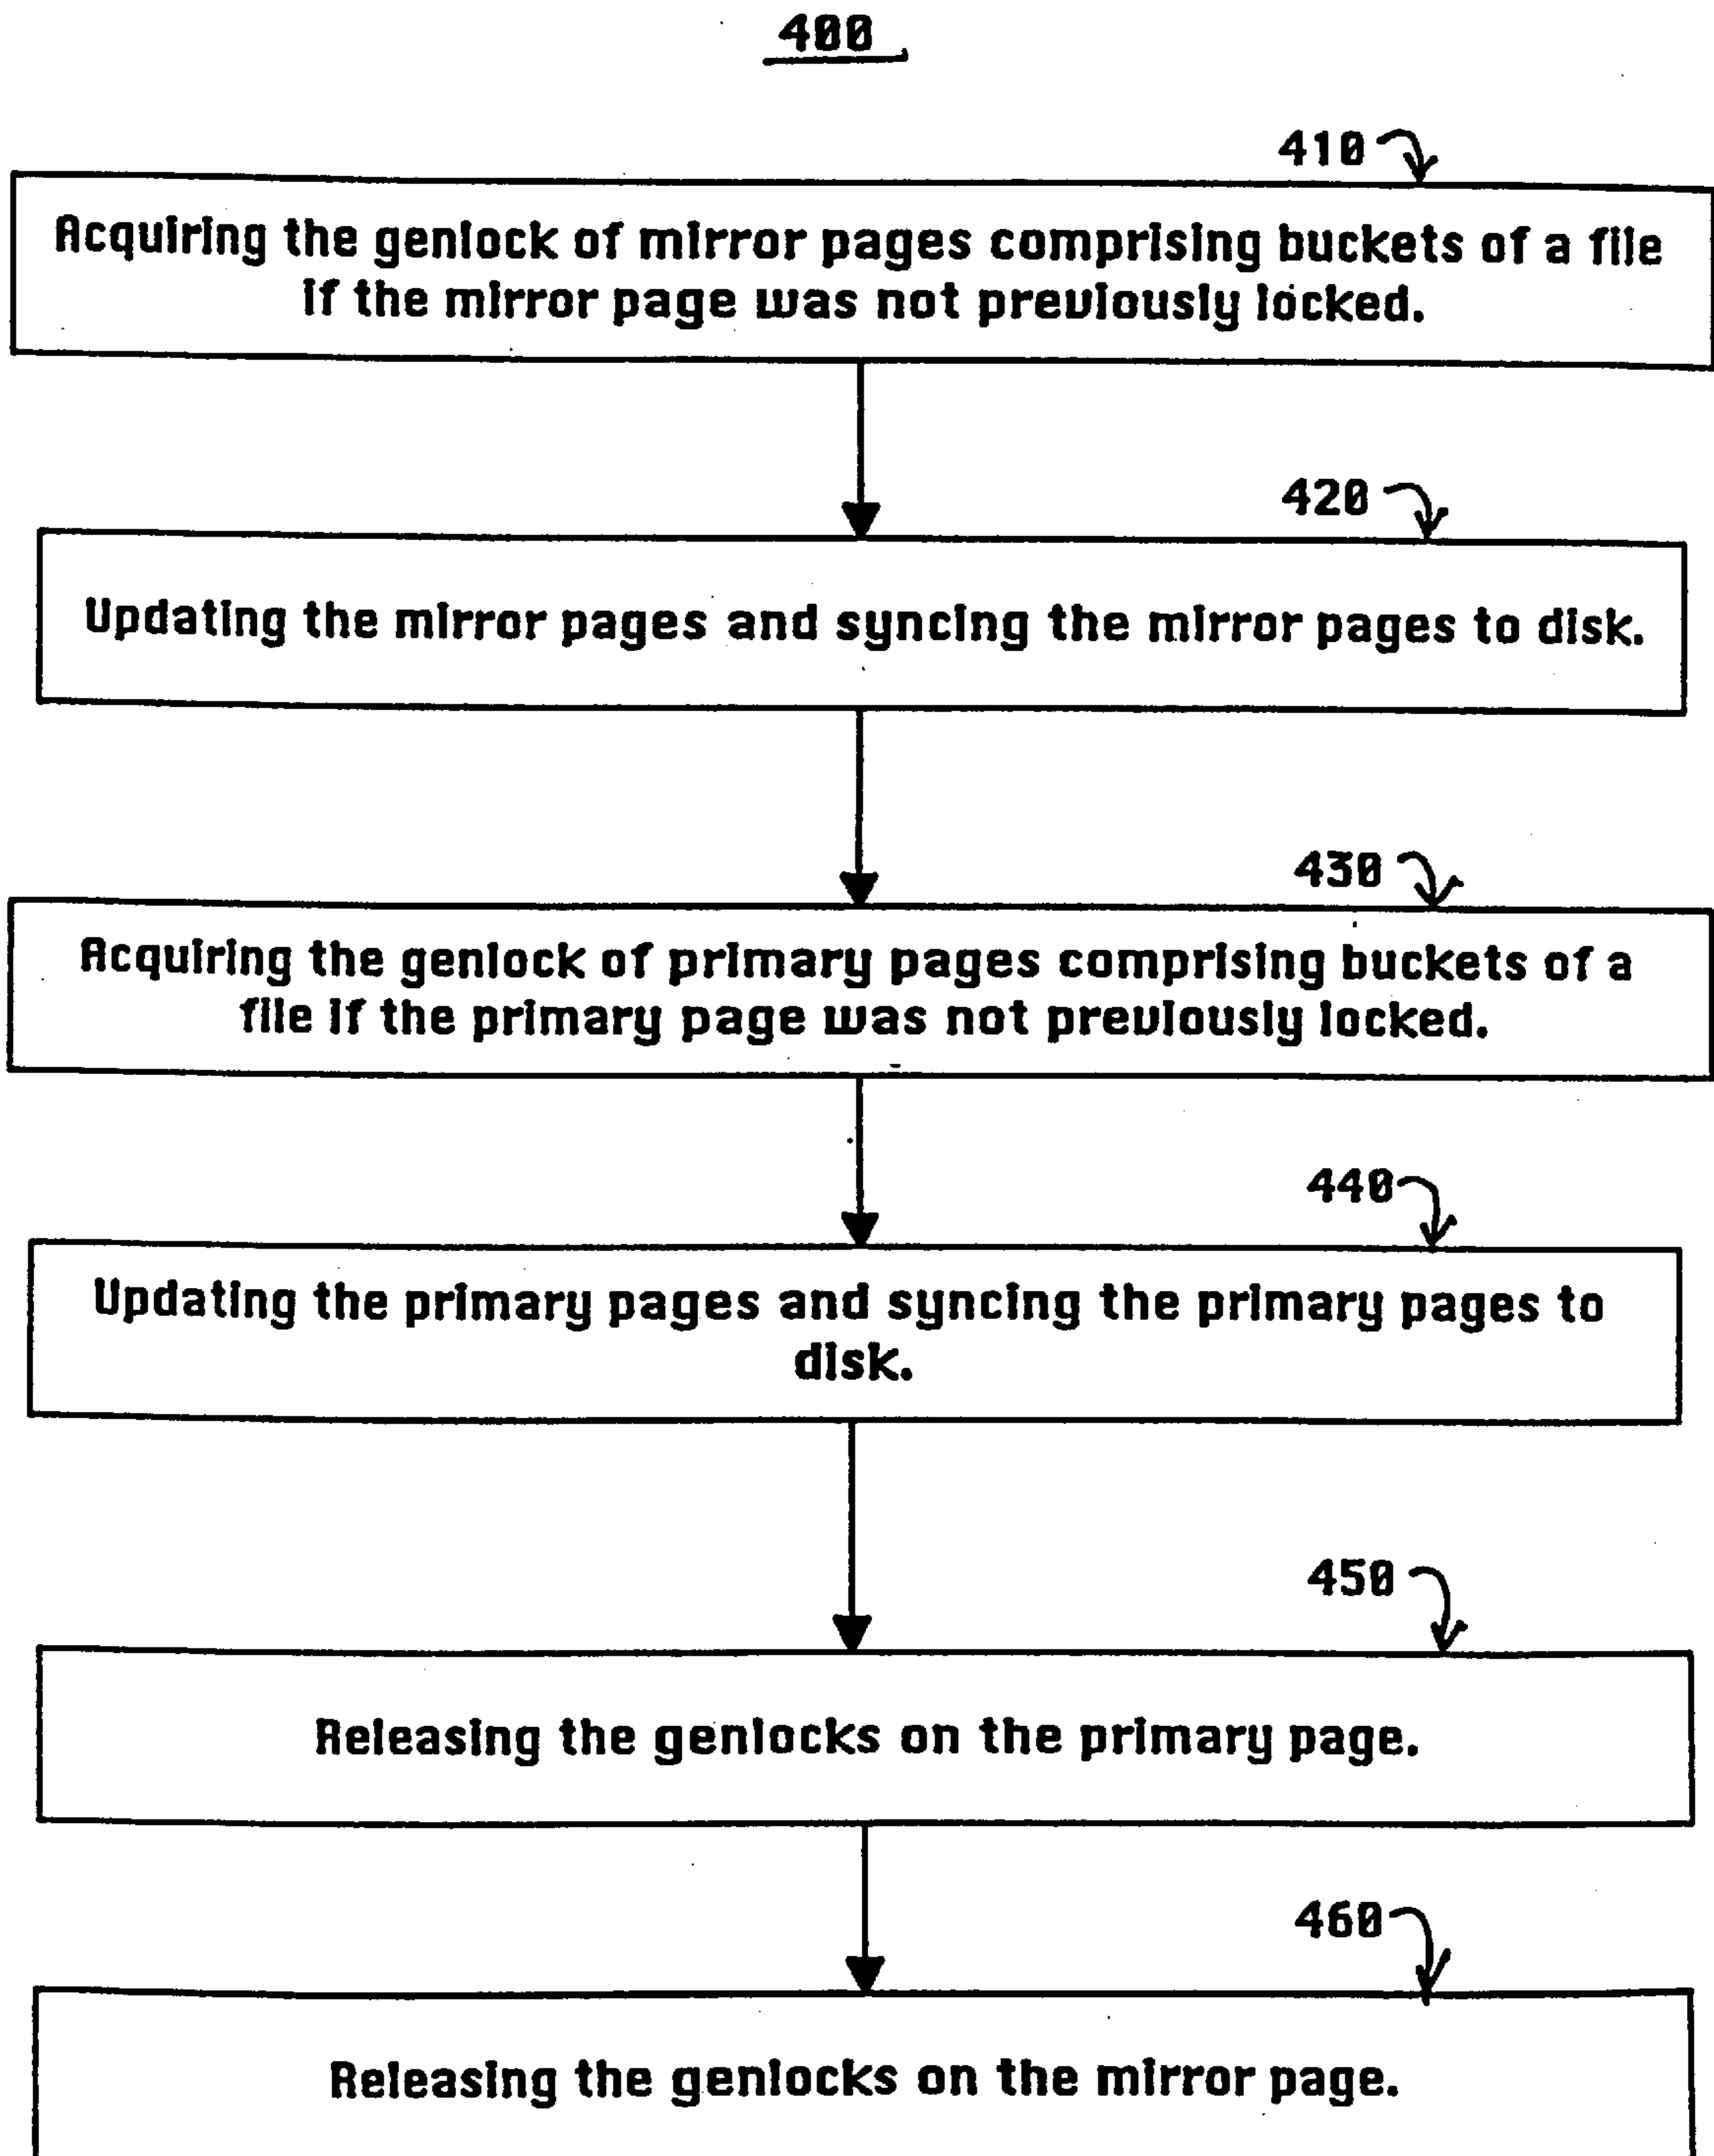 400
410
Acquiring the genlock of mirror pages comprising buckets of a file
if the mirror page was not previously locked.
420
Updating the mirror pages and syncing the mirror pages to disk.
430
Acquiring the genlock of primary pages comprising buckets of a
file if the primary page was not previously locked.
440
Updating the primary pages and syncing the primary pages to
disk.
450
Releasing the genlocks on the primary page.
460
Releasing the genlocks on the mirror page.